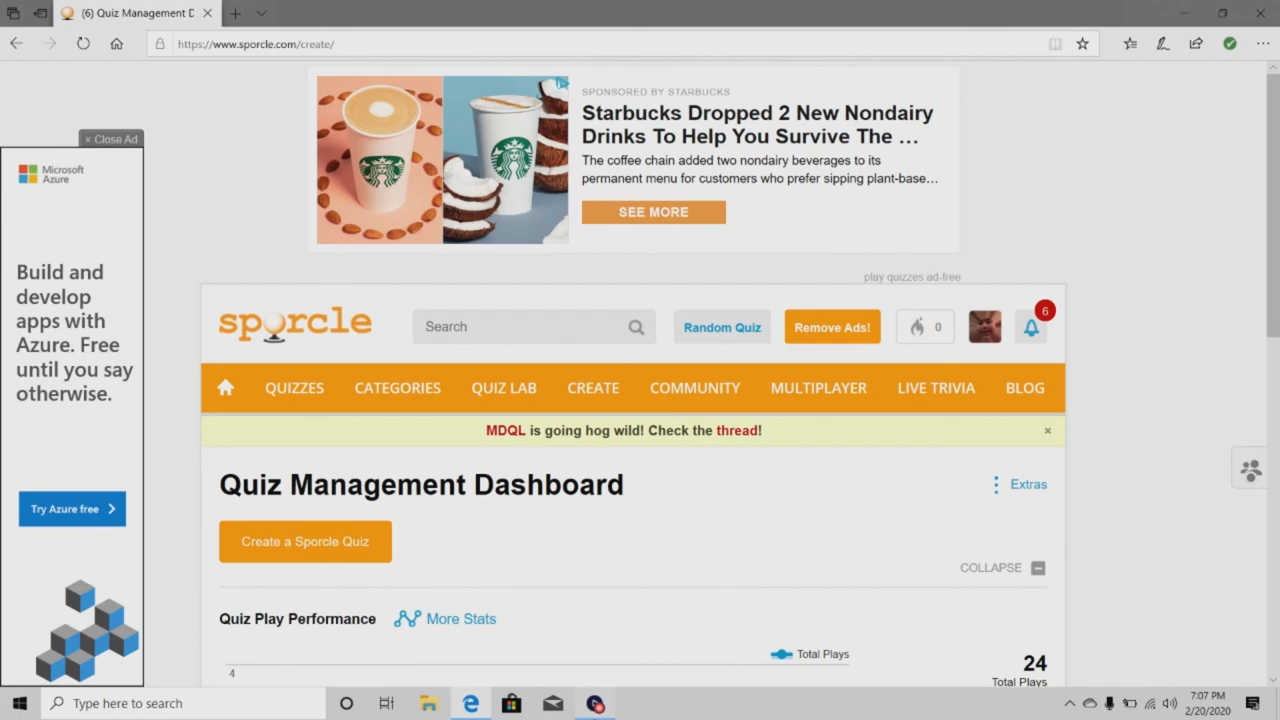 (6) Quiz Management D
https://www.sporcle.com/create/
× Close Ad
Microsoft
Azure
Build and
develop
apps with
Azure. Free
until you say
otherwise.
Try Azure free
SPONSORED BY STARBUCKS
Starbucks Dropped 2 New Nondairy
Drinks To Help You Survive The …
The coffee chain added two nondairy beverages to its
permanent menu for customers who prefer sipping plant-base…
SEE MORE
play quizzes ad-free
sporcle
Search
Random Quiz
Remove Ads!
0
6
QUIZZES CATEGORIES QUIZ LAB CREATE COMMUNITY MULTIPLAYER LIVE TRIVIA BLOG
MDQL is going hog wild! Check the thread!
Quiz Management Dashboard
Extras
Create a Sporcle Quiz
COLLAPSE
Quiz Play Performance
More Stats
Total Plays
4
24
Total Plays
Type here to search
7:07 PM
2/20/2020